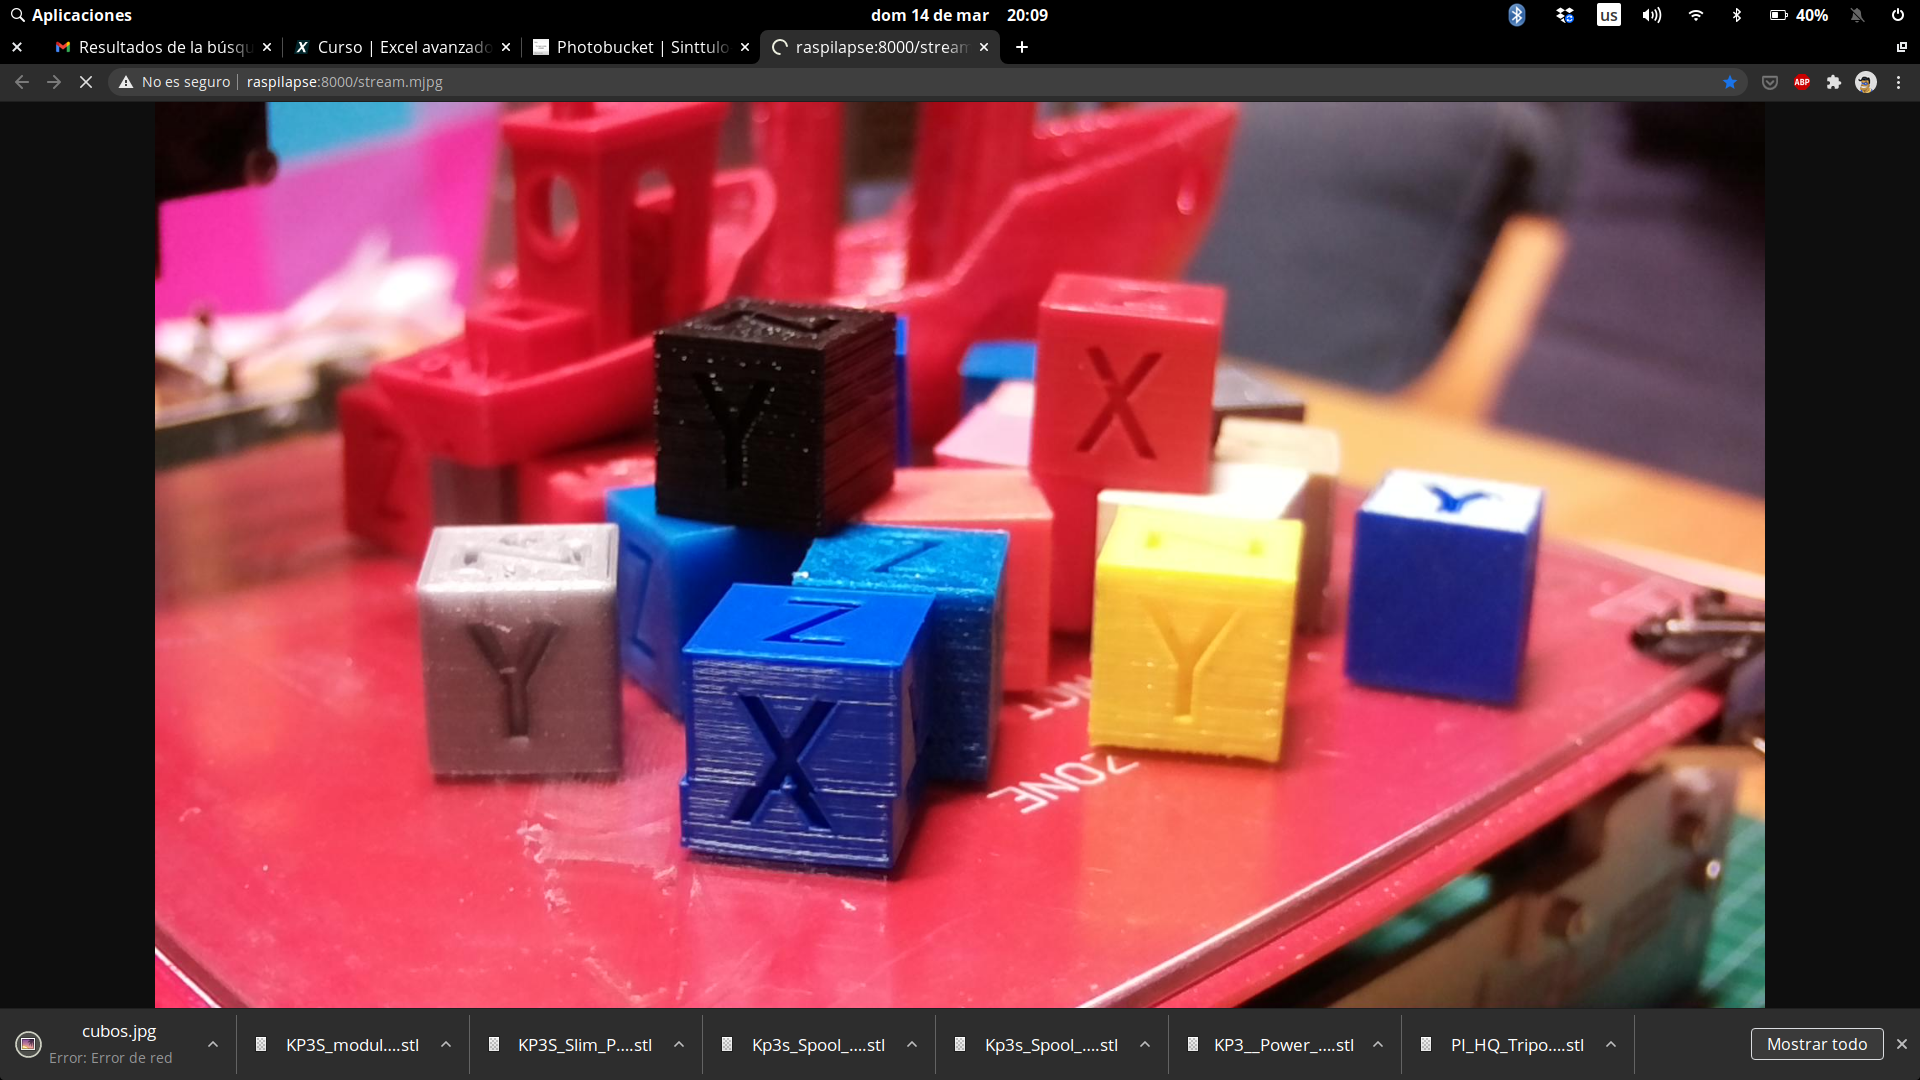 Aplicaciones
dom 14 de mar 20:09
us
40%
Resultados de la búsqu
Curso | Excel avanzado
Photobucket | Sinttulo
raspilapse:8000/stream
No es seguro
raspilapse:8000/stream.mjpg
ABP
N
Y
X
Y
Z
Z
N
Y
Z
X
Y
NOT
ZONE
cubos.jpg
Error: Error de red
KP3S_modul....stl
KP3S_Slim_P....stl
Kp3s_Spool_....stl
Kp3s_Spool_....stl
KP3__Power_....stl
PI_HQ_Tripo....stl
Mostrar todo